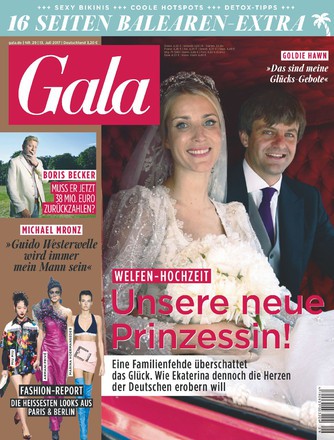 SEXY BIKINIS ••• COOLE HOTSPOTS ••• DETOX-TIPPS
16 SEITEN BALEAREN-EXTRA
Gala
GOLDIE HAWN
»Das sind meine
Glücks-Gebote«
BORIS BECKER
MUSS ER JETZT
38 MIO. EURO
ZURÜCKZAHLEN?
MICHAEL MRONZ
»Guido Westerwelle
wird immer
mein Mann sein«
WELFEN-HOCHZEIT
Unsere neue
Prinzessin!
Eine Familienfehde überschattet
das Glück. Wie Ekaterina dennoch die Herzen
der Deutschen erobern will
FASHION-REPORT
DIE HEISSESTEN LOOKS AUS
PARIS & BERLIN